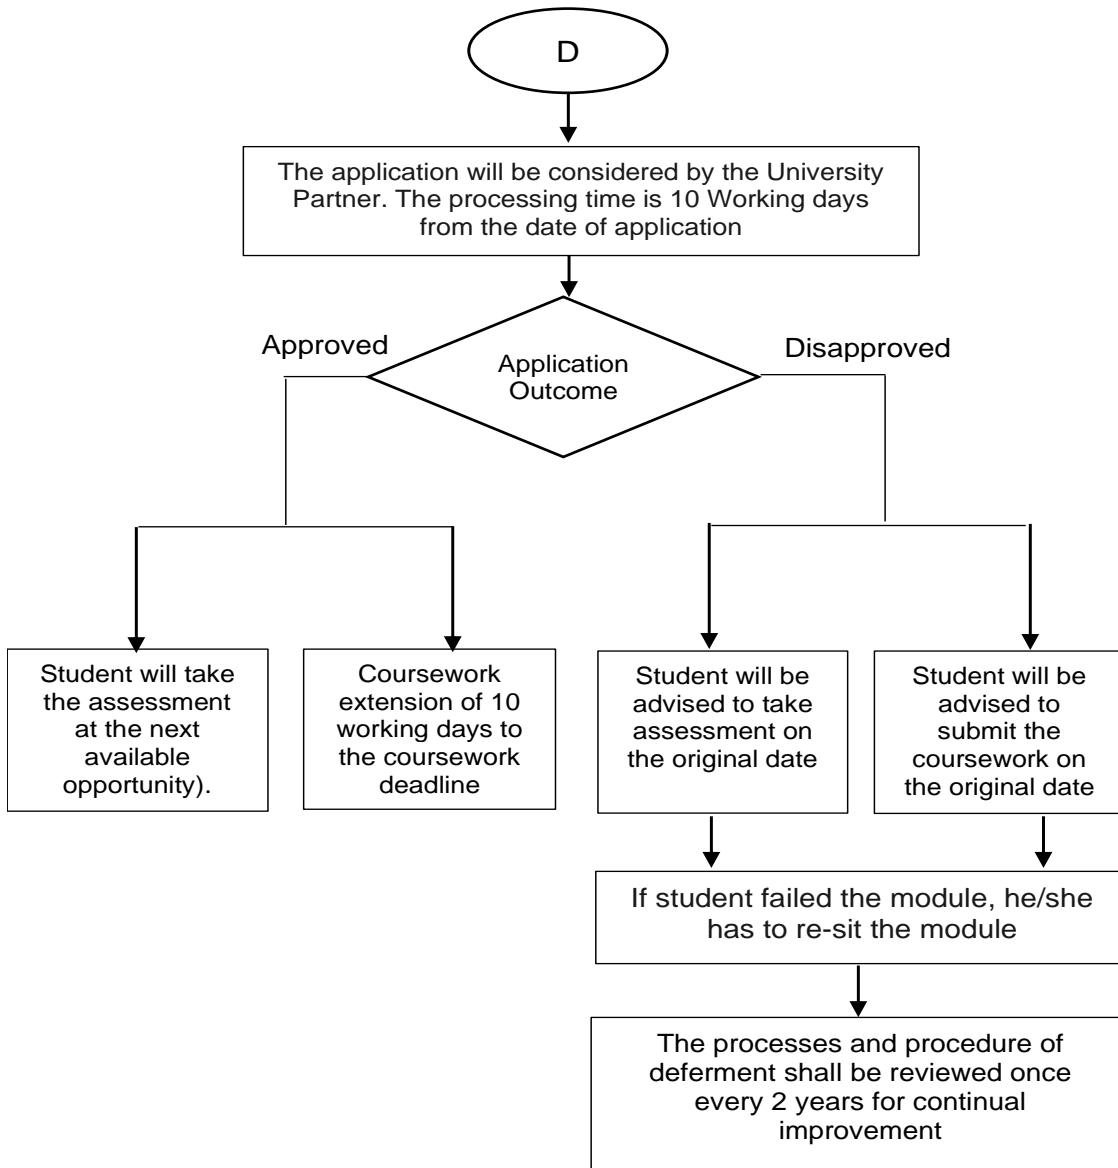 D
The application will be considered by the University
Partner. The processing time is 10 Working days
from the date of application
Approved
Disapproved
Application
Outcome
Student will take
the assessment
at the next
available
opportunity).
Coursework
extension of 10
working days to
the coursework
deadline
Student will be
advised to take
assessment on
the original date
Student will be
advised to
submit the
coursework on
the original date
If student failed the module, he/she
has to re-sit the module
The processes and procedure of
deferment shall be reviewed once
every 2 years for continual
improvement